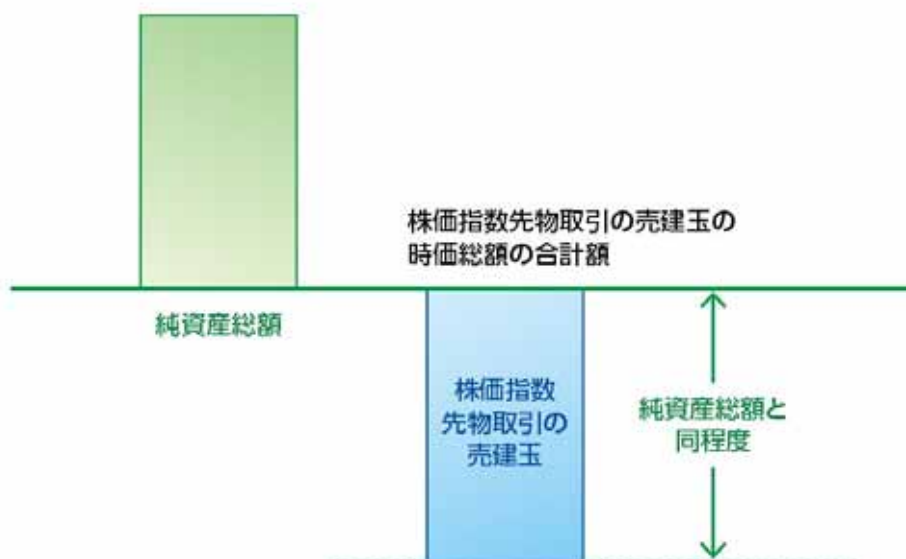 株価指数先物取引の売建玉の
時価総額の合計額
純資産総額
株価指数
先物取引の
売建玉
純資産総額と
同程度